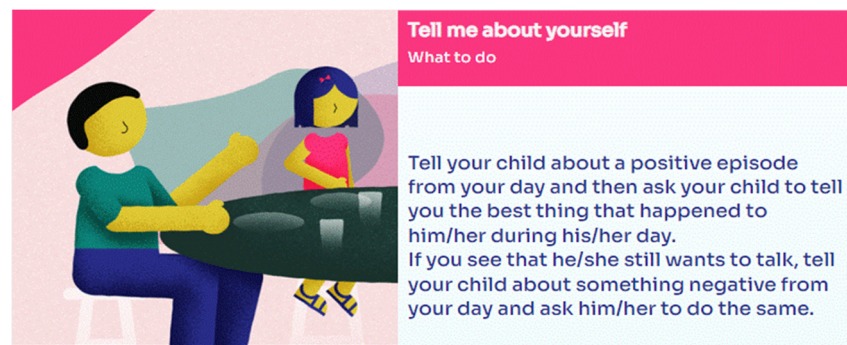 Tell me about yourself
What to do
Tell your child about a positive episode
from your day and then ask your child to tell
you the best thing that happened to
him/her during his/her day.
If you see that he/she still wants to talk, tell
your child about something negative from
your day and ask him/her to do the same.